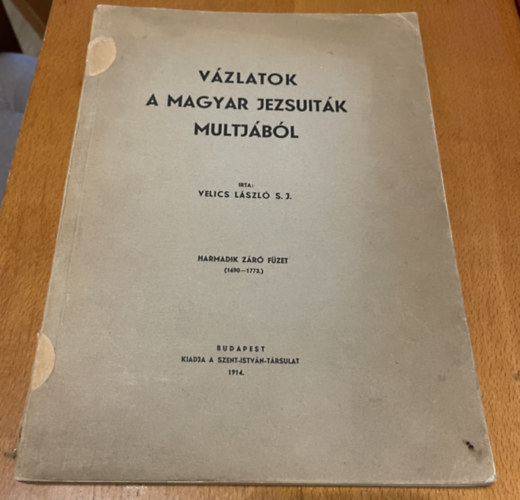 VÁZLATOK
A MAGYAR JEZSUITÁK
MULTJÁBÓL
IRTA:
VELICS LÁSZLÓ S. J.
HARMADIK ZÁRÓ FÜZET
(1690—1773.)
BUDAPEST
KIADJA A SZENT-ISTVÁN-TÁRSULAT
1914.